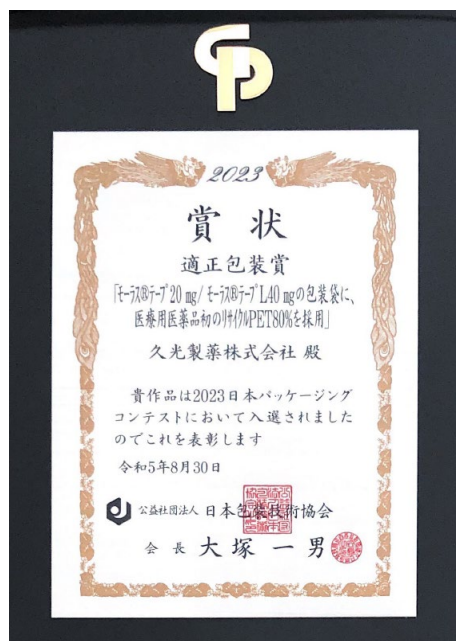 2023
賞状
適正包装賞
「モーラス®テープ20 mg/モーラス®テープL40 mgの包装袋に、
医療用医薬品初のリサイクルPET80%を採用」
久光製薬株式会社 殿
貴作品は2023日本パッケージング
コンテストにおいて入選されました
のでこれを表彰します
令和5年8月30日
公益社団法人 日本包装技術協会
会長 大塚一男